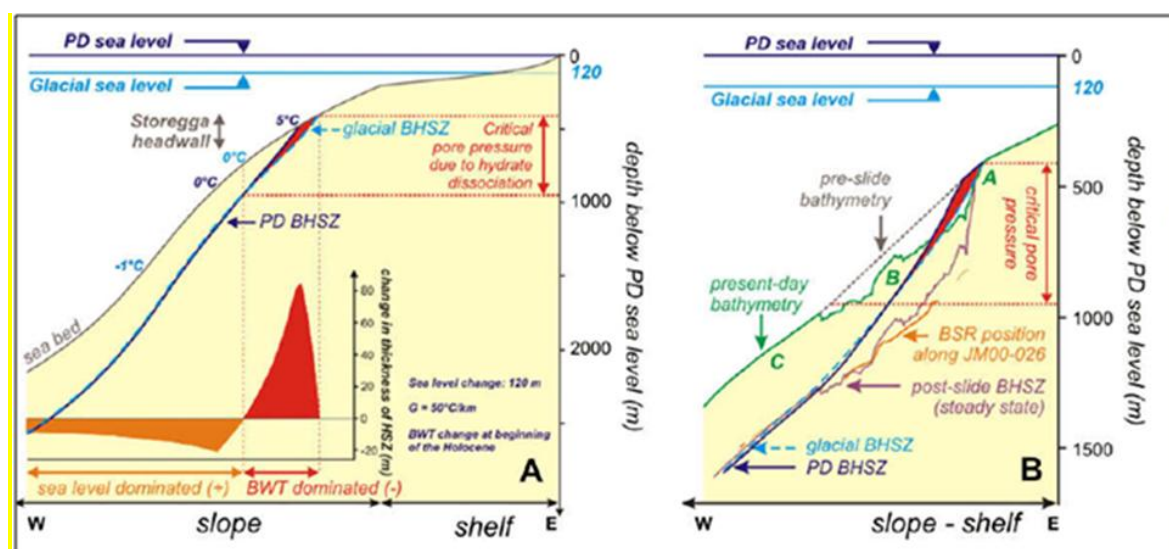 PD sea level
Glacial sea level
0
120
Storegga
headwall
5°C
glacial BHSZ
0°C
0°C
-1°C
Critical
pore pressure
due to hydrate
dissociation
1000
PD BHSZ
sea bed
2000
depth below PD sea level (m)
change in thickness of HSZ (m)
80
60
40
20
0
-20
Sea level change: 120 m
G = 50°C/km
BWT change at beginning
of the Holocene
A
sea level dominated (+)
BWT dominated (-)
W
slope
shelf
E
PD sea level
Glacial sea level
0
120
pre-slide
bathymetry
A
500
critical pore
pressure
present-day
bathymetry
B
C
1000
BSR position
along JM00-026
post-slide BHSZ
(steady state)
glacial BHSZ
PD BHSZ
1500
depth below PD sea level (m)
B
W
slope - shelf
E